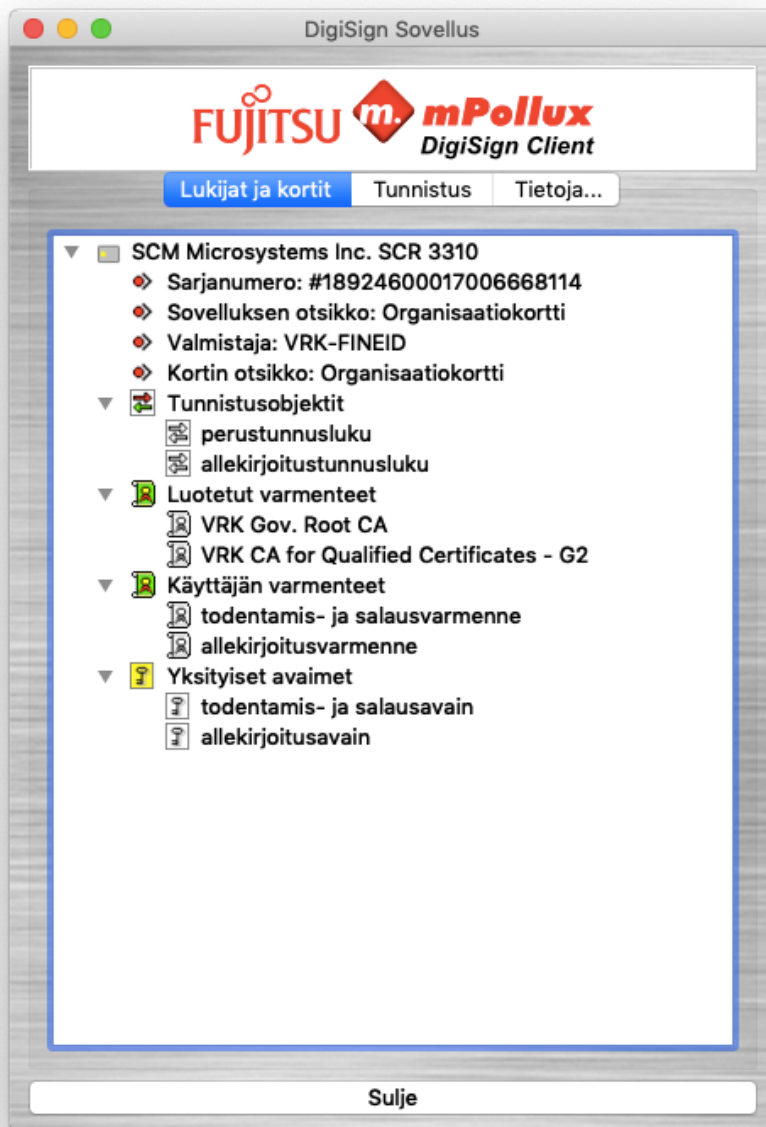 DigiSign Sovellus
FUJITSU m. mPollux
DigiSign Client
Lukijat ja kortit Tunnistus Tietoja...
SCM Microsystems Inc. SCR 3310
Sarjanumero: #18924600017006668114
Sovelluksen otsikko: Organisaatiokortti
Valmistaja: VRK-FINEID
Kortin otsikko: Organisaatiokortti
Tunnistusobjektit
perustunnusluku
allekirjoitustunnusluku
Luotetut varmenteet
VRK Gov. Root CA
VRK CA for Qualified Certificates - G2
Käyttäjän varmenteet
todentamis- ja salausvarmenne
allekirjoitusvarmenne
Yksityiset avaimet
todentamis- ja salausavain
allekirjoitusavain
Sulje